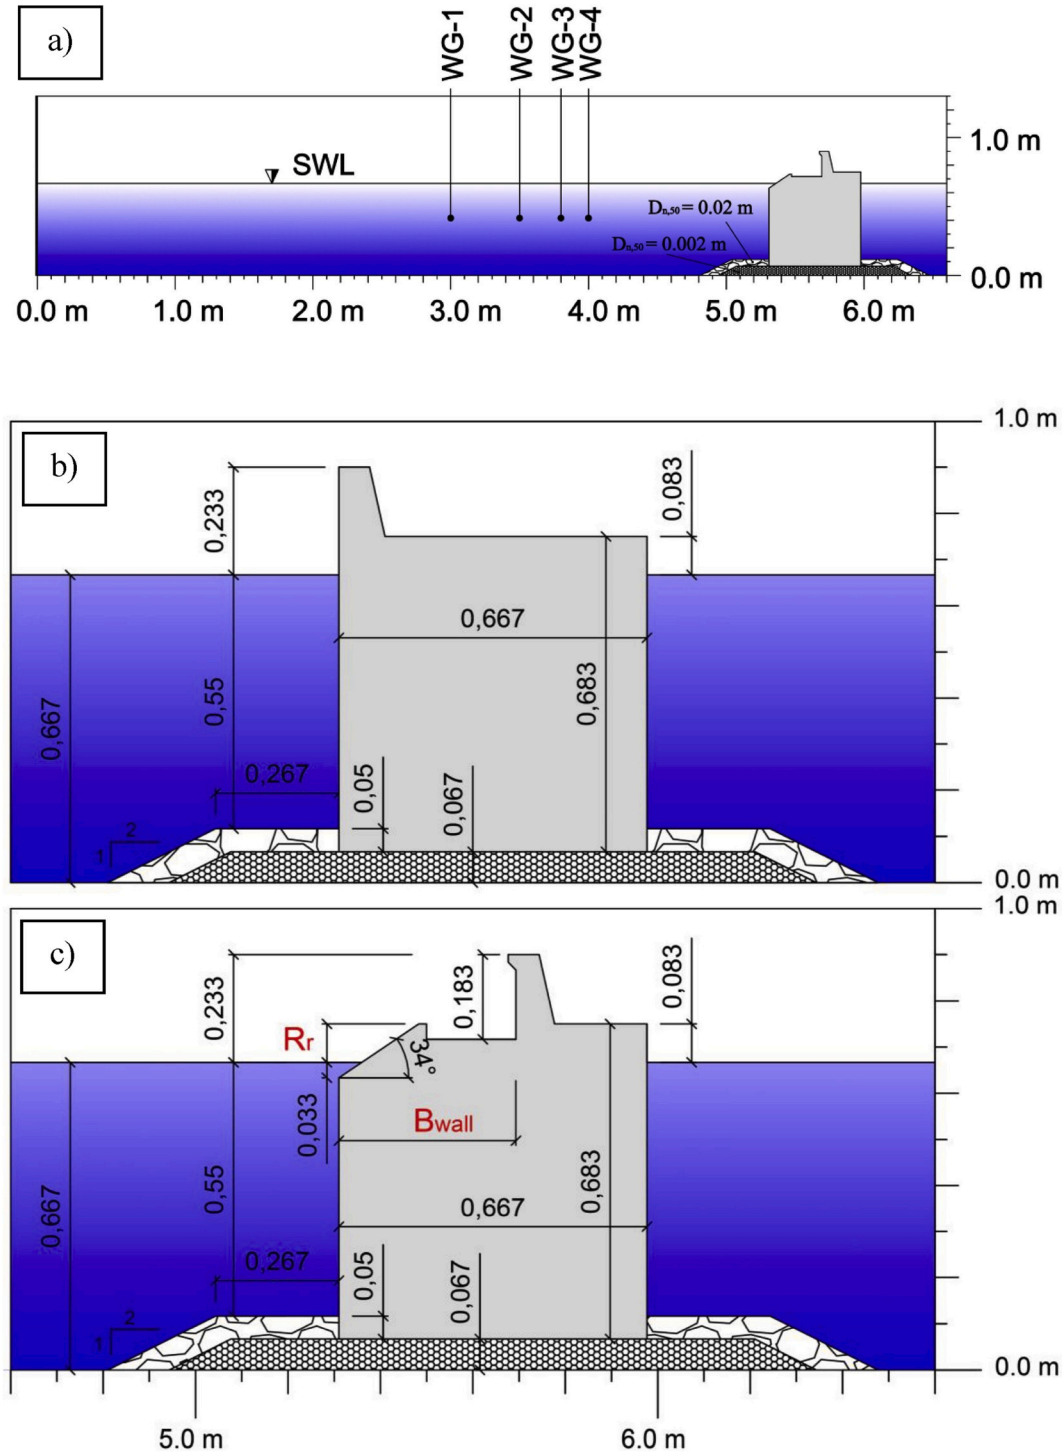 a)
WG-1
WG-2
WG-3
WG-4
SWL
1.0 m
Dn,50 = 0.02 m
Dn,50 = 0.002 m
0.0 m
0.0 m
1.0 m
2.0 m
3.0 m
4.0 m
5.0 m
6.0 m
b)
1.0 m
0,233
0,083
0,667
0,667
0,55
0,683
0,267
0,05
0,067
2
1
0.0 m
c)
1.0 m
0,233
0,183
0,083
Rr
34°
0,033
Bwall
0,667
0,55
0,683
0,667
0,267
0,05
0,067
2
1
0.0 m
5.0 m
6.0 m